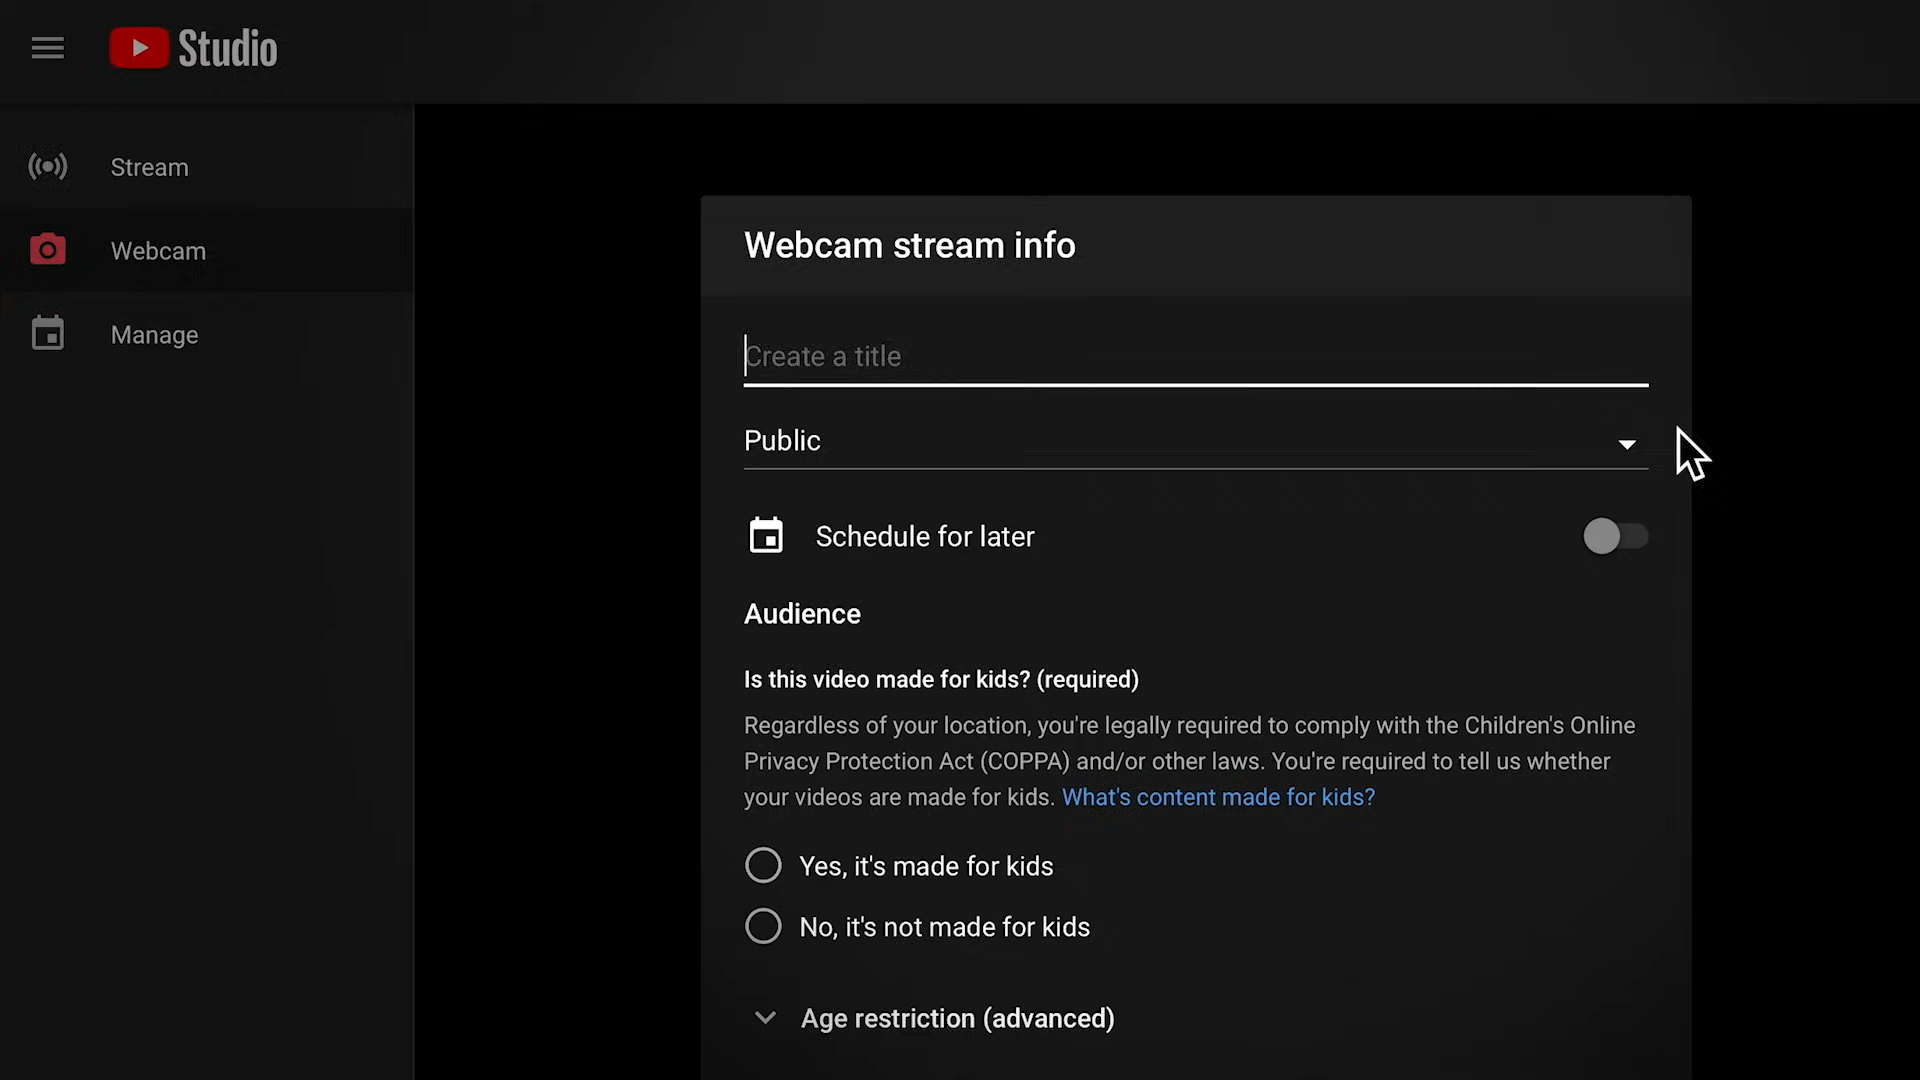 Studio
Stream
Webcam
Manage
Webcam stream info
Create a title
Public
Schedule for later
Audience
Is this video made for kids? (required)
Regardless of your location, you're legally required to comply with the Children's Online
Privacy Protection Act (COPPA) and/or other laws. You're required to tell us whether
your videos are made for kids. What's content made for kids?
Yes, it's made for kids
No, it's not made for kids
Age restriction (advanced)